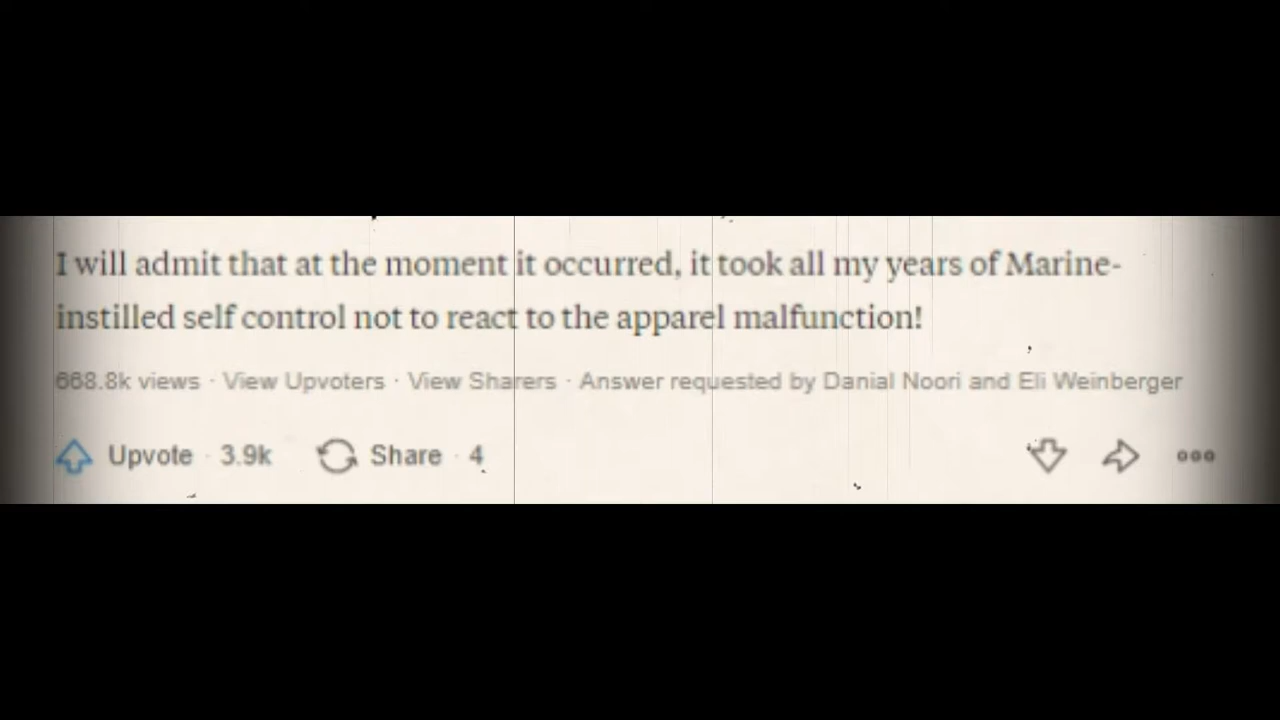 I will admit that at the moment it occurred, it took all my years of Marine-
instilled self control not to react to the apparel malfunction!
668.8k views · View Upvoters · View Sharers · Answer requested by Danial Noori and Eli Weinberger
Upvote · 3.9k Share · 4